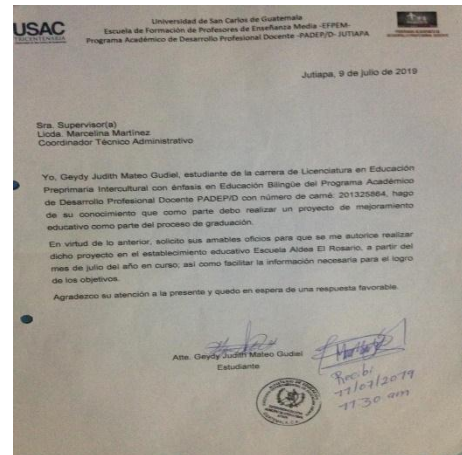 USAC
TRICENTENARIA
Universidad de San Carlos de Guatemala
Escuela de Formación de Profesores de Enseñanza Media -EFPEM-
Programa Académico de Desarrollo Profesional Docente -PADEP/D- JUTIAPA
Jutiapa, 9 de julio de 2019
Sra. Supervisor(a)
Licda. Marcelina Martínez
Coordinador Técnico Administrativo
Yo, Geydy Judith Mateo Gudiel, estudiante de la carrera de Licenciatura en Educación
Preprimaria Intercultural con énfasis en Educación Bilingüe del Programa Académico
de Desarrollo Profesional Docente PADEP/D con número de carné: 201325864, hago
de su conocimiento que como parte debo realizar un proyecto de mejoramiento
educativo como parte del proceso de graduación.
En virtud de lo anterior, solicito sus amables oficios para que se me autorice realizar
dicho proyecto en el establecimiento educativo Escuela Aldea El Rosario, a partir del
mes de julio del año en curso, así como facilitar la información necesaria para el logro
de los objetivos.
Agradezco su atención a la presente y quedo en espera de una respuesta favorable.
Atte. Geydy Judith Mateo Gudiel
Estudiante
Recibi
11/07/2019
11:30 am